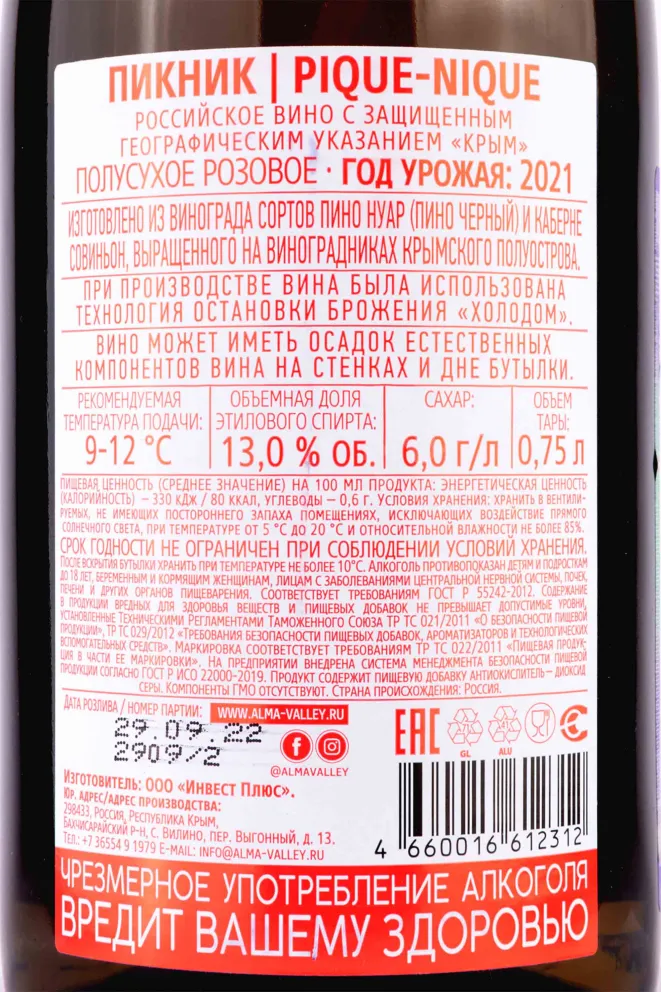 ПИКНИК | PIQUE-NIQUE
РОССИЙСКОЕ ВИНО С ЗАЩИЩЕННЫМ
ГЕОГРАФИЧЕСКИМ УКАЗАНИЕМ «КРЫМ»
ПОЛУСУХОЕ РОЗОВОЕ · ГОД УРОЖАЯ: 2021
ИЗГОТОВЛЕНО ИЗ ВИНОГРАДА СОРТОВ ПИНО НУАР (ПИНО ЧЕРНЫЙ) И КАБЕРНЕ
СОВИНЬОН, ВЫРАЩЕННОГО НА ВИНОГРАДНИКАХ КРЫМСКОГО ПОЛУОСТРОВА.
ПРИ ПРОИЗВОДСТВЕ ВИНА БЫЛА ИСПОЛЬЗОВАНА
ТЕХНОЛОГИЯ ОСТАНОВКИ БРОЖЕНИЯ «ХОЛОДОМ».
ВИНО МОЖЕТ ИМЕТЬ ОСАДОК ЕСТЕСТВЕННЫХ
КОМПОНЕНТОВ ВИНА НА СТЕНКАХ И ДНЕ БУТЫЛКИ.
РЕКОМЕНДУЕМАЯ
ТЕМПЕРАТУРА ПОДАЧИ:
9-12 °C
ОБЪЕМНАЯ ДОЛЯ
ЭТИЛОВОГО СПИРТА:
13,0 % ОБ.
САХАР:
6,0 г/л
ОБЪЕМ
ТАРЫ:
0,75 л
ПИЩЕВАЯ ЦЕННОСТЬ (СРЕДНЕЕ ЗНАЧЕНИЕ) НА 100 МЛ ПРОДУКТА: ЭНЕРГЕТИЧЕСКАЯ ЦЕННОСТЬ
(КАЛОРИЙНОСТЬ) – 330 КДЖ / 80 ККАЛ, УГЛЕВОДЫ – 0,6 Г. УСЛОВИЯ ХРАНЕНИЯ: ХРАНИТЬ В ВЕНТИЛИ-
РУЕМЫХ, НЕ ИМЕЮЩИХ ПОСТОРОННЕГО ЗАПАХА ПОМЕЩЕНИЯХ, ИСКЛЮЧАЮЩИХ ВОЗДЕЙСТВИЕ ПРЯМОГО
СОЛНЕЧНОГО СВЕТА, ПРИ ТЕМПЕРАТУРЕ ОТ 5 °C ДО 20 °C И ОТНОСИТЕЛЬНОЙ ВЛАЖНОСТИ НЕ БОЛЕЕ 85%.
СРОК ГОДНОСТИ НЕ ОГРАНИЧЕН ПРИ СОБЛЮДЕНИИ УСЛОВИЙ ХРАНЕНИЯ.
ПОСЛЕ ВСКРЫТИЯ БУТЫЛКИ ХРАНИТЬ ПРИ ТЕМПЕРАТУРЕ НЕ БОЛЕЕ 10°C. АЛКОГОЛЬ ПРОТИВОПОКАЗАН ДЕТЯМ И ПОДРОСТКАМ
ДО 18 ЛЕТ, БЕРЕМЕННЫМ И КОРМЯЩИМ ЖЕНЩИНАМ, ЛИЦАМ С ЗАБОЛЕВАНИЯМИ ЦЕНТРАЛЬНОЙ НЕРВНОЙ СИСТЕМЫ, ПОЧЕК,
ПЕЧЕНИ И ДРУГИХ ОРГАНОВ ПИЩЕВАРЕНИЯ. СООТВЕТСТВУЕТ ТРЕБОВАНИЯМ ГОСТ Р 55242-2012. СОДЕРЖАНИЕ
В ПРОДУКЦИИ ВРЕДНЫХ ДЛЯ ЗДОРОВЬЯ ВЕЩЕСТВ И ПИЩЕВЫХ ДОБАВОК НЕ ПРЕВЫШАЕТ ДОПУСТИМЫЕ УРОВНИ,
УСТАНОВЛЕННЫЕ ТЕХНИЧЕСКИМИ РЕГЛАМЕНТАМИ ТАМОЖЕННОГО СОЮЗА ТР ТС 021/2011 «О БЕЗОПАСНОСТИ ПИЩЕВОЙ
ПРОДУКЦИИ», ТР ТС 029/2012 «ТРЕБОВАНИЯ БЕЗОПАСНОСТИ ПИЩЕВЫХ ДОБАВОК, АРОМАТИЗАТОРОВ И ТЕХНОЛОГИЧЕСКИХ
ВСПОМОГАТЕЛЬНЫХ СРЕДСТВ». МАРКИРОВКА СООТВЕТСТВУЕТ ТРЕБОВАНИЯМ ТР ТС 022/2011 «ПИЩЕВАЯ ПРОДУК-
ЦИЯ В ЧАСТИ ЕЕ МАРКИРОВКИ». НА ПРЕДПРИЯТИИ ВНЕДРЕНА СИСТЕМА МЕНЕДЖМЕНТА БЕЗОПАСНОСТИ ПИЩЕВОЙ
ПРОДУКЦИИ СОГЛАСНО ГОСТ Р ИСО 22000-2019. ПРОДУКТ СОДЕРЖИТ ПИЩЕВУЮ ДОБАВКУ АНТИОКИСЛИТЕЛЬ – ДИОКСИД
СЕРЫ. КОМПОНЕНТЫ ГМО ОТСУТСТВУЮТ. СТРАНА ПРОИСХОЖДЕНИЯ: РОССИЯ.
ДАТА РОЗЛИВА / НОМЕР ПАРТИИ:
29.09.22
2909/2
WWW.ALMA-VALLEY.RU
@ALMAVALLEY
EAC
GL
ALU
ИЗГОТОВИТЕЛЬ: ООО «ИНВЕСТ ПЛЮС».
ЮР. АДРЕС/АДРЕС ПРОИЗВОДСТВА:
298433, РОССИЯ, РЕСПУБЛИКА КРЫМ,
БАХЧИСАРАЙСКИЙ Р-Н, С. ВИЛИНО, ПЕР. ВЫГОННЫЙ, Д. 13.
ТЕЛ.: +7 36554 9 1979 E-MAIL: INFO@ALMA-VALLEY.RU
4 660016 612312
ЧРЕЗМЕРНОЕ УПОТРЕБЛЕНИЕ АЛКОГОЛЯ
ВРЕДИТ ВАШЕМУ ЗДОРОВЬЮ